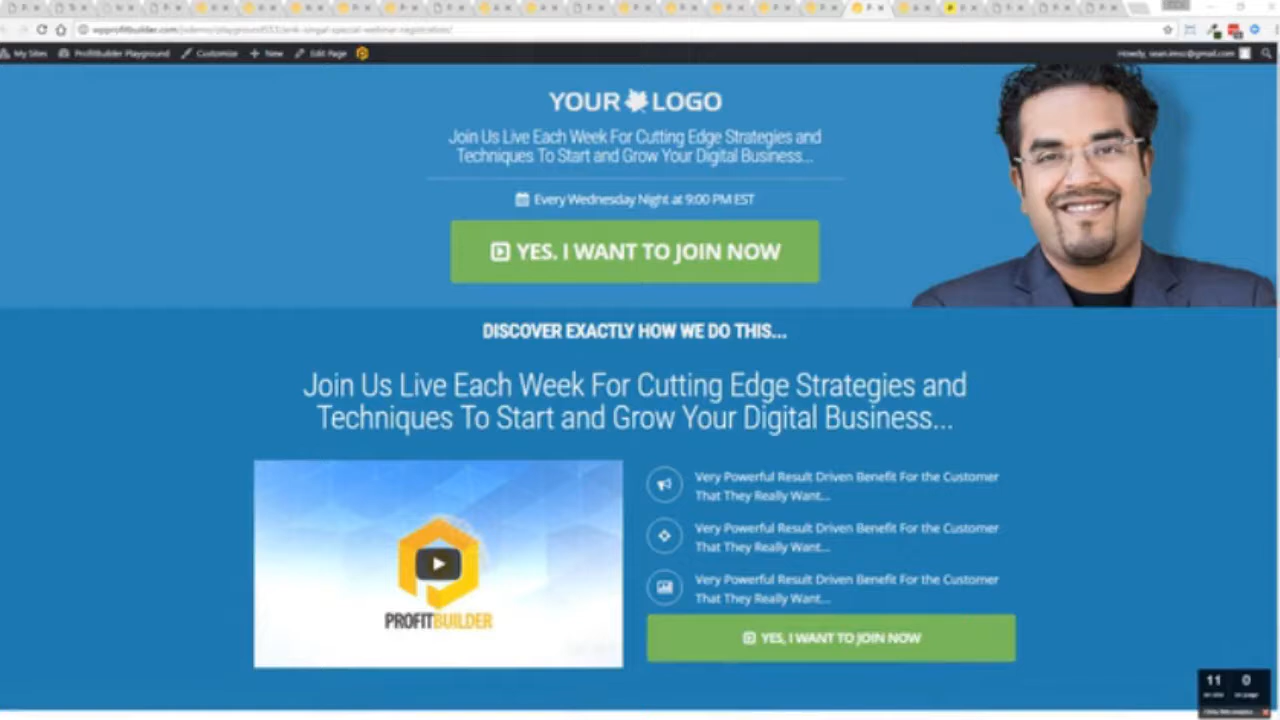 wpprofitbuilder.com/
My Sites
ProfitBuilder Playground
Customize
+ New
Edit Page
YOUR LOGO
Join Us Live Each Week For Cutting Edge Strategies and
Techniques To Start and Grow Your Digital Business...
Every Wednesday Night at 9:00 PM EST
YES. I WANT TO JOIN NOW
DISCOVER EXACTLY HOW WE DO THIS...
Join Us Live Each Week For Cutting Edge Strategies and
Techniques To Start and Grow Your Digital Business...
PROFITBUILDER
Very Powerful Result Driven Benefit For the Customer
That They Really Want...
Very Powerful Result Driven Benefit For the Customer
That They Really Want...
Very Powerful Result Driven Benefit For the Customer
That They Really Want...
YES, I WANT TO JOIN NOW
11 0